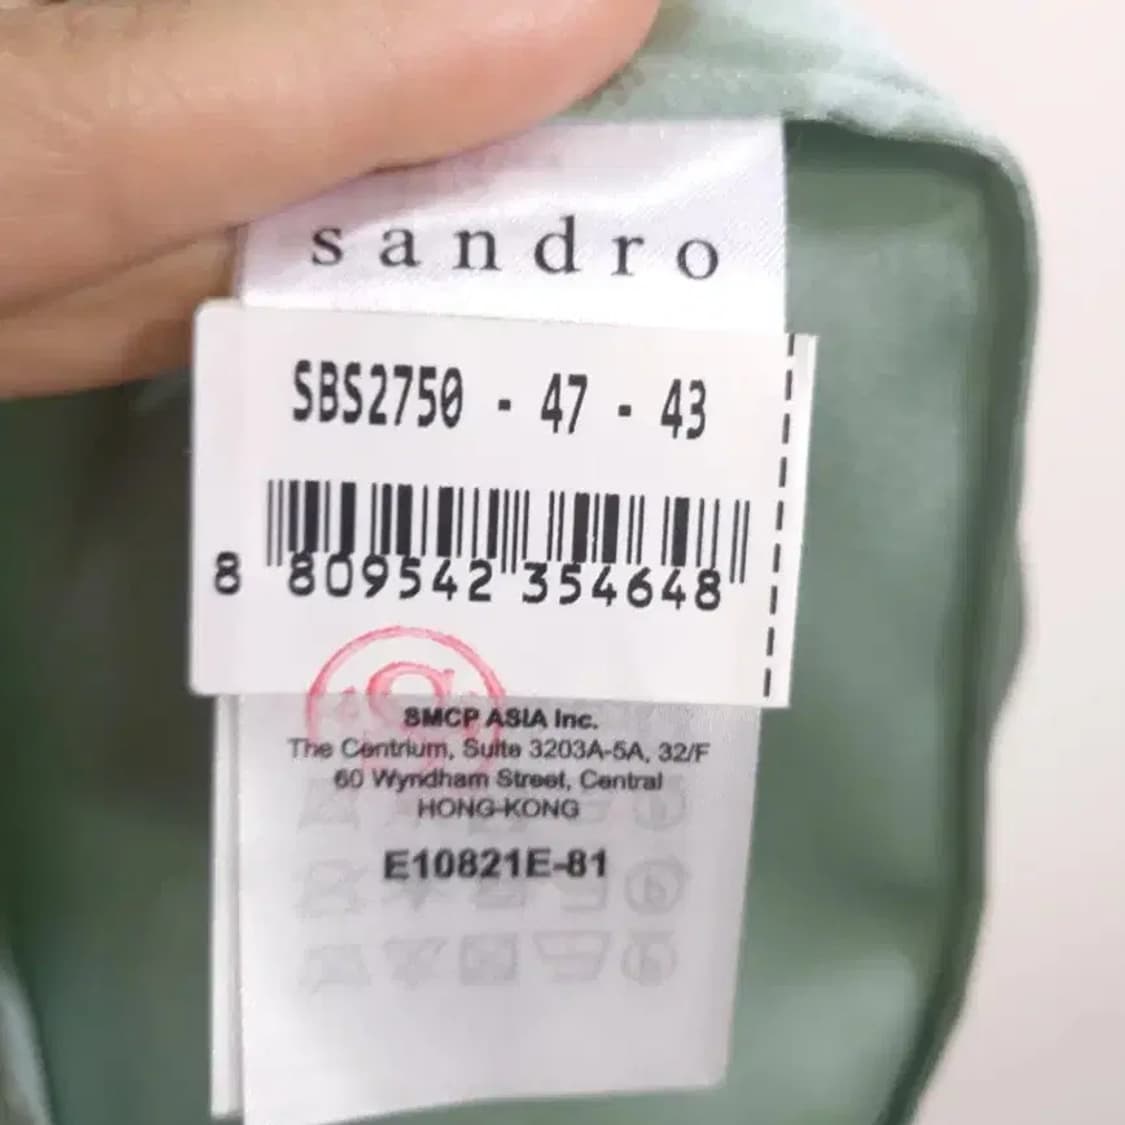 sandro
SBS2750 - 47 - 43
8 809542 354648
S
SMCP ASIA Inc.
The Centrium, Suite 3203A-5A, 32/F
60 Wyndham Street, Central
HONG-KONG
E10821E-81